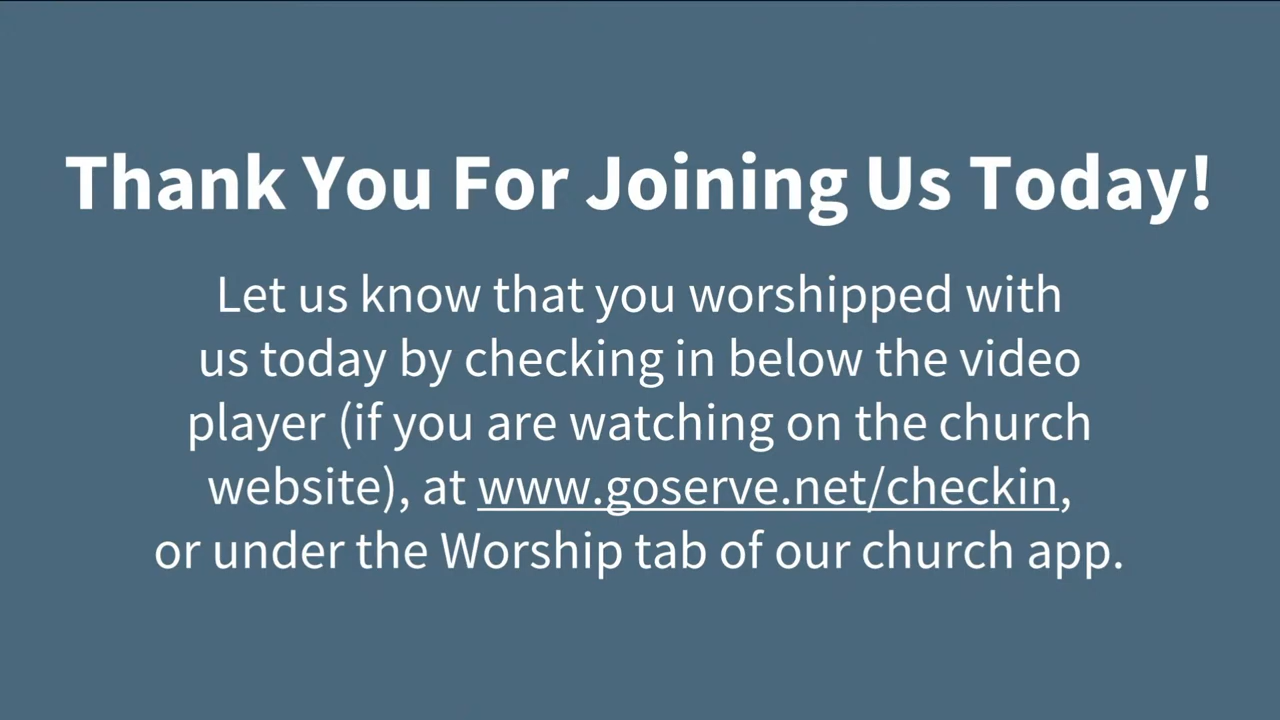 Thank You For Joining Us Today!
Let us know that you worshipped with
us today by checking in below the video
player (if you are watching on the church
website), at www.goserve.net/checkin,
or under the Worship tab of our church app.